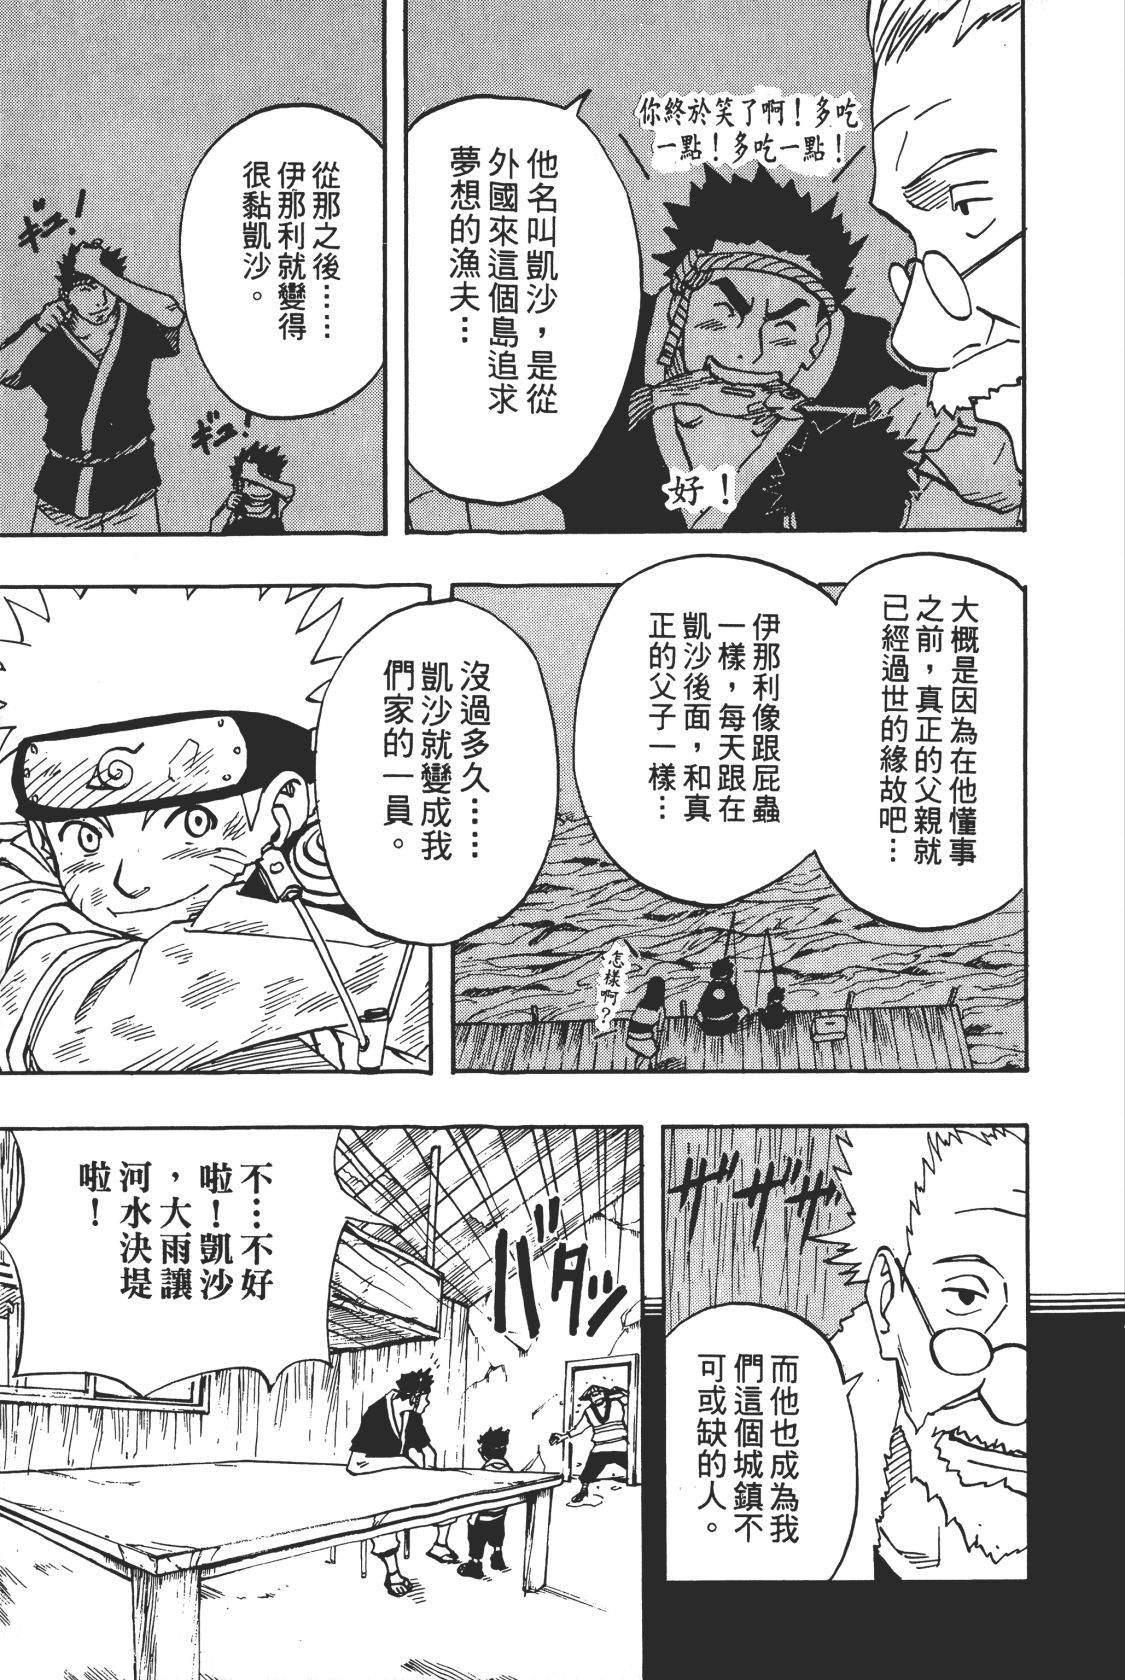 你終於笑了啊！多吃
一點！多吃一點！
他名叫凱沙，是從
外國來這個島追求
夢想的漁夫…
好！
從那之後……
伊那利就變得
很黏凱沙。
ギュ！
ギュ！
大概是因為在他懂事
之前，真正的父親就
已經過世的緣故吧…
伊那利像跟屁蟲
一樣，每天跟在
凱沙後面，和真
正的父子一樣…
怎樣啊？
沒過多久……
凱沙就變成我
們家的一員。
ザザザ
而他也成為我
們這個城鎮不
可或缺的人。
バタッ
不…不好
啦！凱沙
，大雨讓
河水決堤
啦！